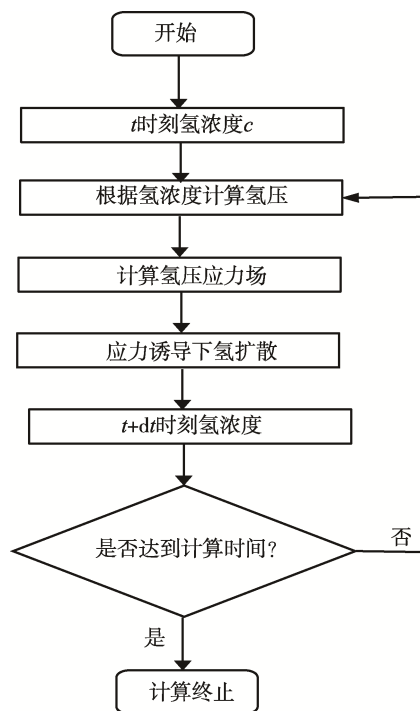 开始
t时刻氢浓度c
根据氢浓度计算氢压
计算氢压应力场
应力诱导下氢扩散
t+dt时刻氢浓度
是否达到计算时间?
否
是
计算终止